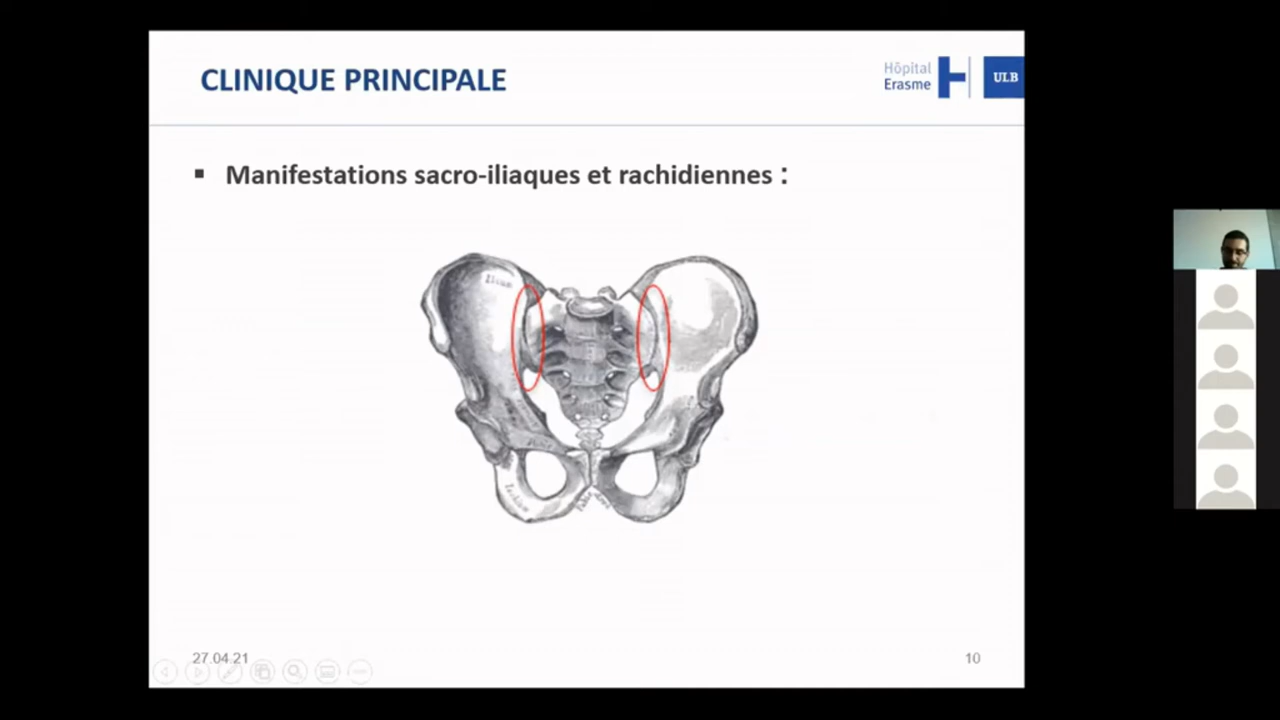 CLINIQUE PRINCIPALE
Hôpital
Erasme
ULB
▪ Manifestations sacro-iliaques et rachidiennes :
27.04.21
10